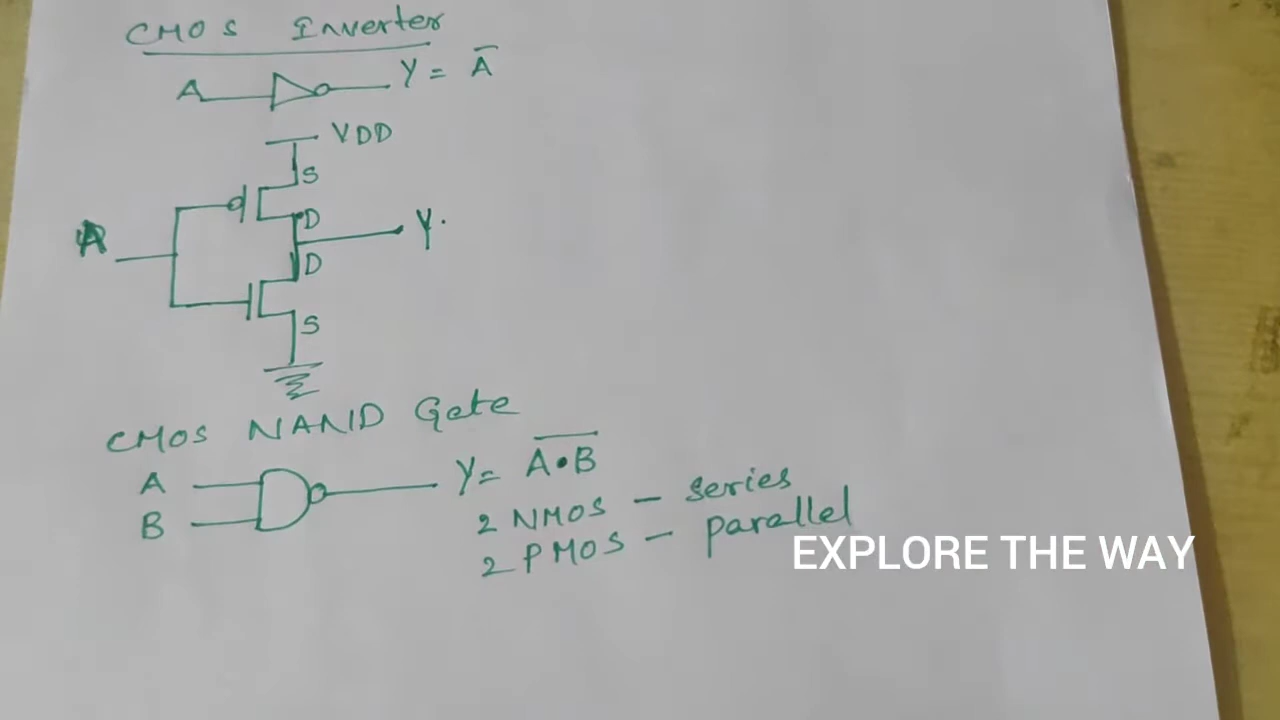 CMOS Inverter
A Y = A̅
VDD
S
D
A Y.
D
S
CMOS NAND Gate
A Y = A̅•̅B̅
B
2 NMOS - series
2 PMOS - parallel
EXPLORE THE WAY